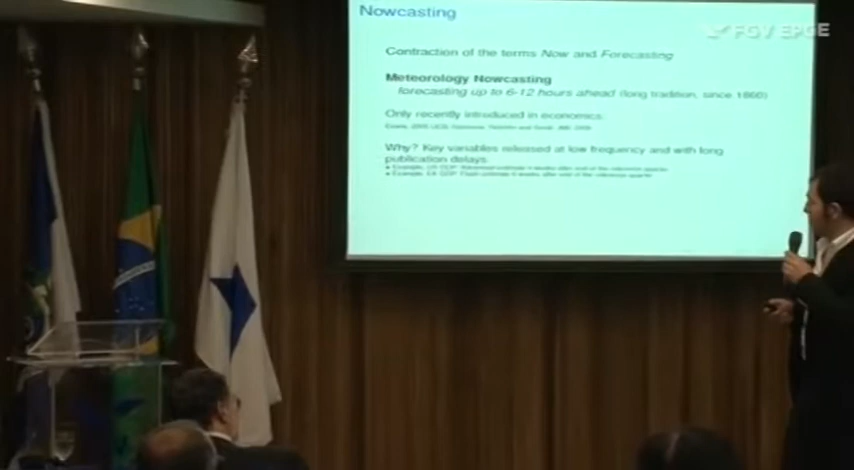 Nowcasting
FGV EPGE
Contraction of the terms Now and Forecasting
Meteorology Nowcasting
forecasting up to 6-12 hours ahead (long tradition, since 1860)
Only recently introduced in economics.
Why? Key variables released at low frequency and with long
publication delays.